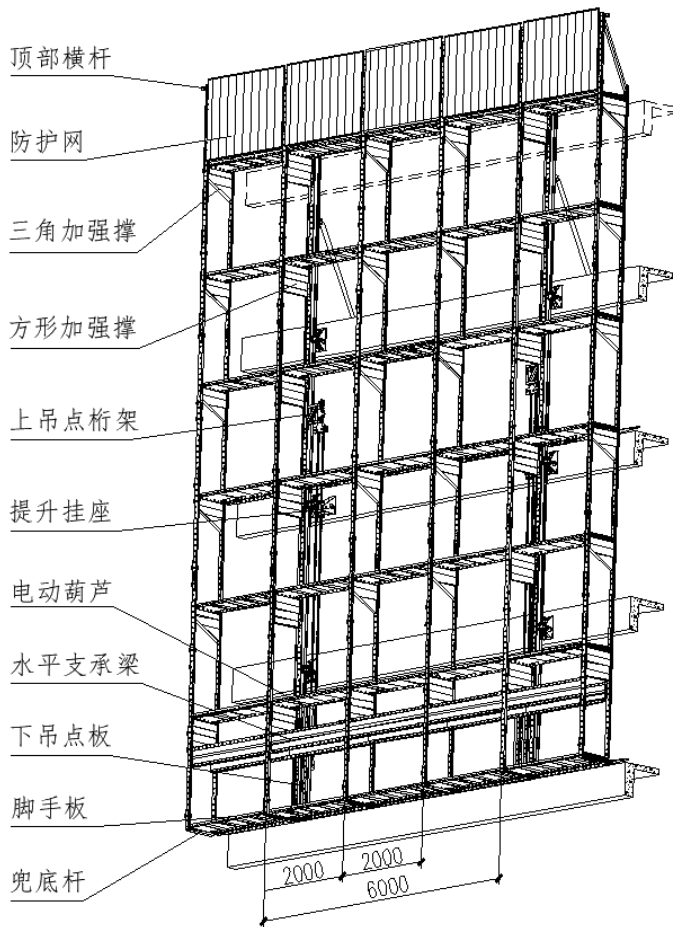 顶部横杆
防护网
三角加强撑
方形加强撑
上吊点桁架
提升挂座
电动葫芦
水平支承梁
下吊点板
脚手板
兜底杆
2000
2000
6000